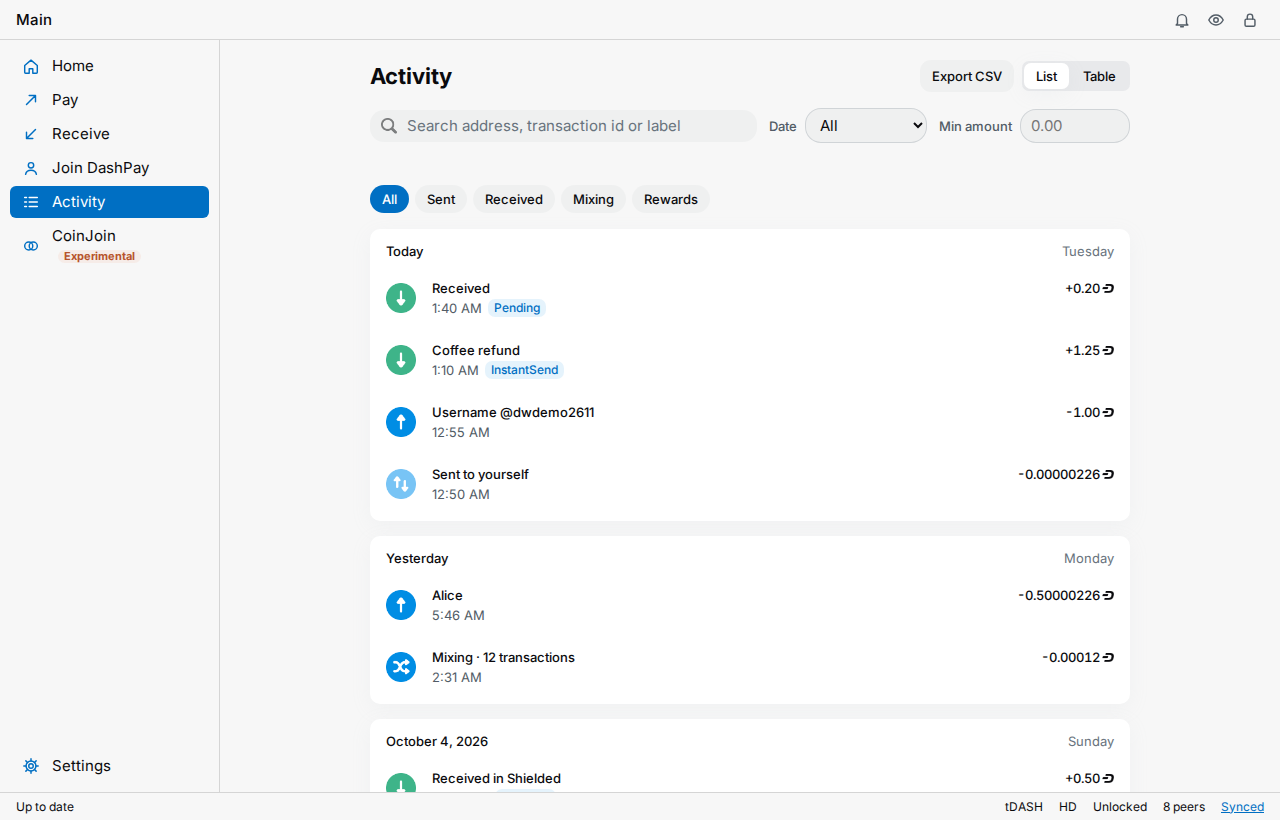 Main
Home
Pay
Receive
Join DashPay
Activity
CoinJoin
Experimental
Settings
Activity
Export CSV
List
Table
Search address, transaction id or label
Date
All
Min amount
0.00
All
Sent
Received
Mixing
Rewards
Today
Tuesday
Received
+0.20
1:40 AM
Pending
Coffee refund
+1.25
1:10 AM
InstantSend
Username @dwdemo2611
-1.00
12:55 AM
Sent to yourself
-0.00000226
12:50 AM
Yesterday
Monday
Alice
-0.50000226
5:46 AM
Mixing · 12 transactions
-0.00012
2:31 AM
October 4, 2026
Sunday
Received in Shielded
+0.50
Up to date
tDASH
HD
Unlocked
8 peers
Synced